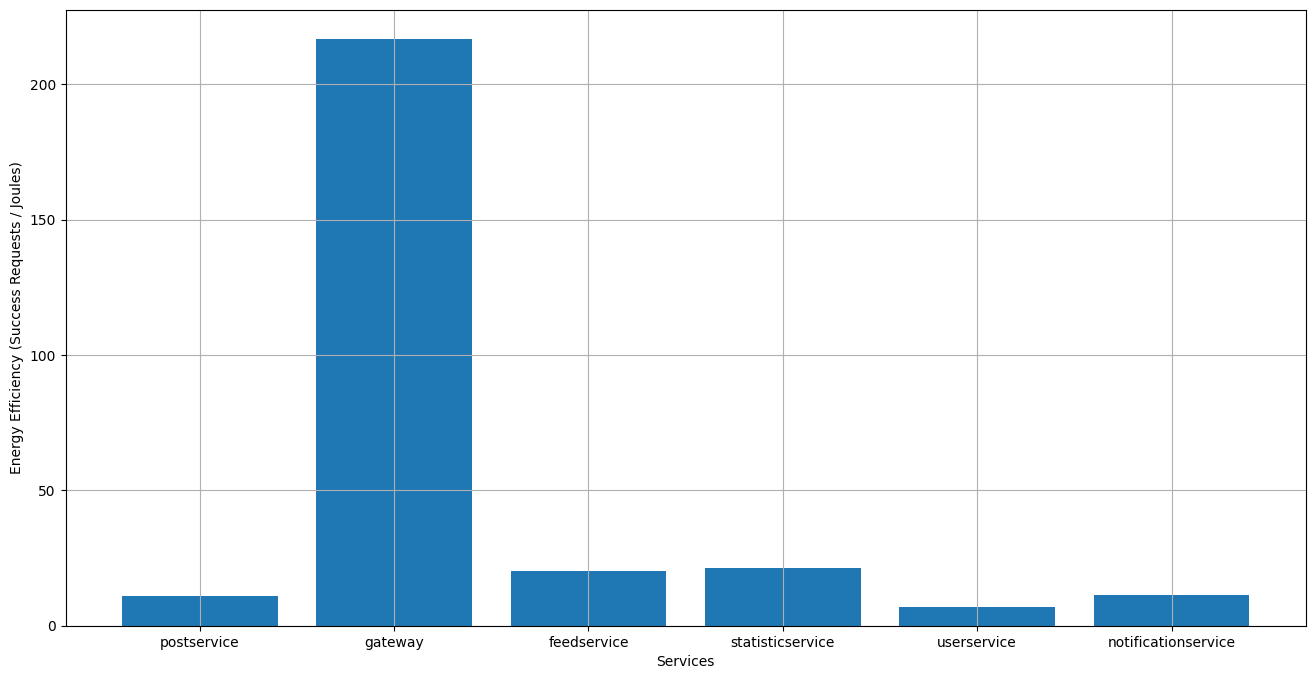 Energy Efficiency (Success Requests / Joules)
200
150
100
50
0
postservice gateway feedservice statisticservice userservice notificationservice
Services